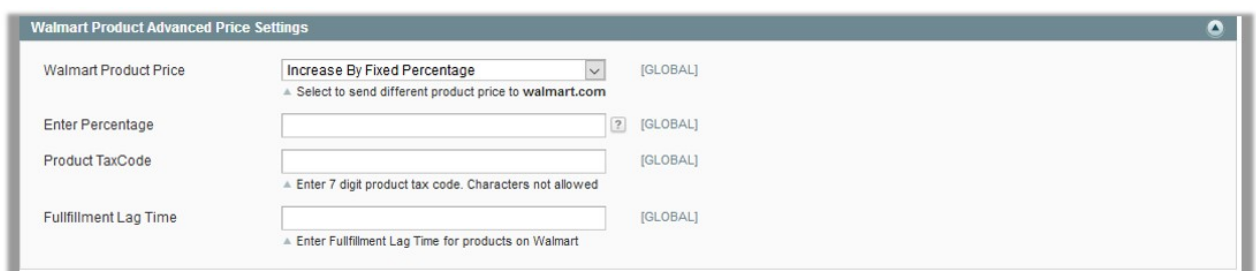 Walmart Product Advanced Price Settings
Walmart Product Price Increase By Fixed Percentage [GLOBAL]
Select to send different product price to walmart.com
Enter Percentage ? [GLOBAL]
Product TaxCode [GLOBAL]
Enter 7 digit product tax code. Characters not allowed
Fullfillment Lag Time [GLOBAL]
Enter Fullfillment Lag Time for products on Walmart